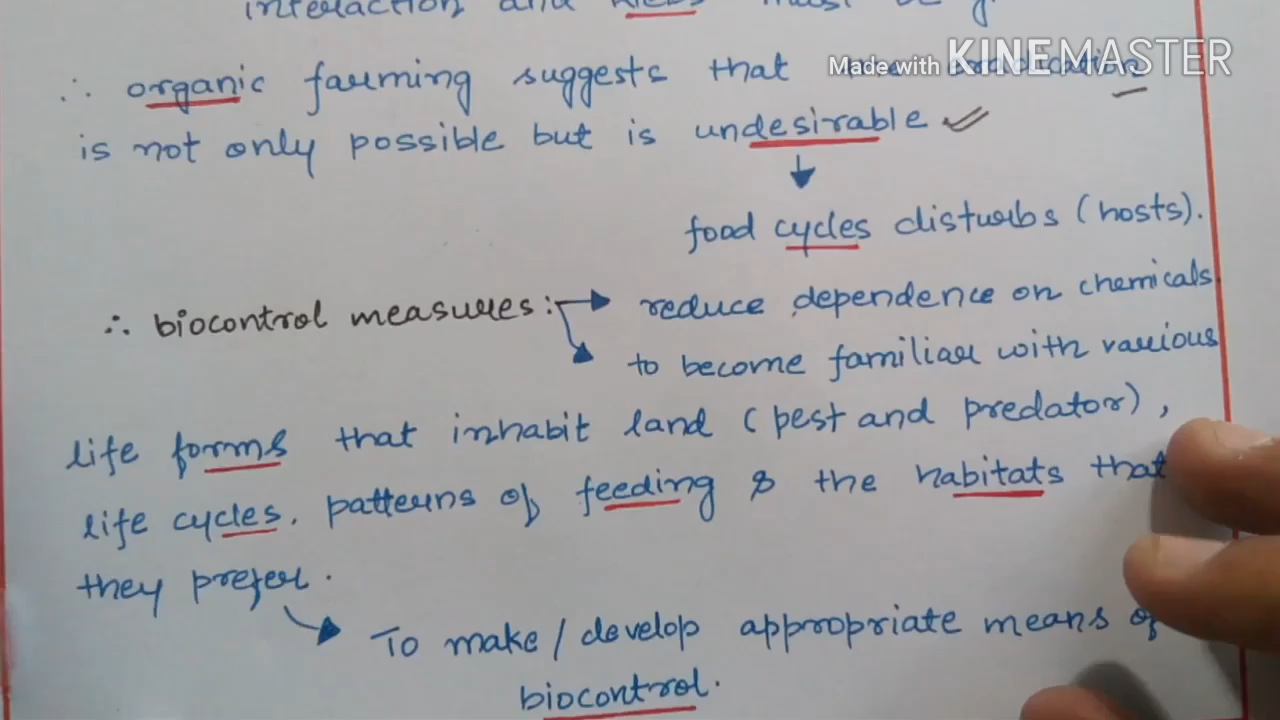 interaction and
∴ organic farming suggests that
is not only possible but is undesirable
food cycles disturbs (hosts).
∴ biocontrol measures: → reduce dependence on chemicals.
to become familiar with various
life forms that inhabit land (pest and predator),
life cycles, patterns of feeding & the habitats that
they prefer.
To make/develop appropriate means of
biocontrol.
Made with KINEMASTER